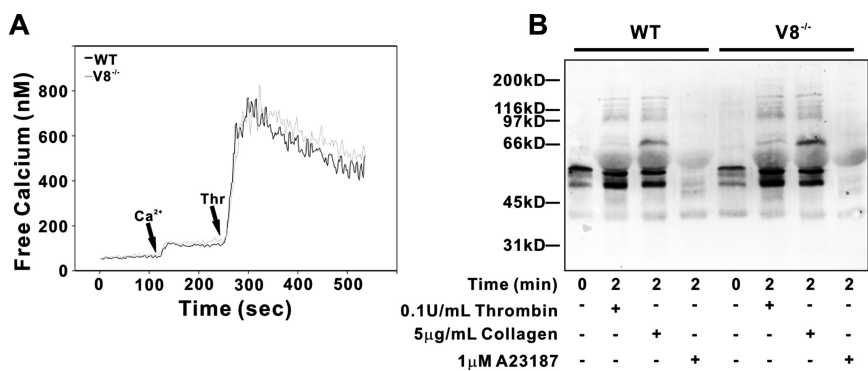 A
WT
V8-/-
Free Calcium (nM)
800
600
400
200
0
Ca2+
Thr
0 100 200 300 400 500
Time (sec)
B
WT V8-/-
200kD
116kD
97kD
66kD
45kD
31kD
Time (min) 0 2 2 2 0 2 2 2
0.1U/mL Thrombin - + - - - + - -
5μg/mL Collagen - - + - - - + -
1μM A23187 - - - + - - - +